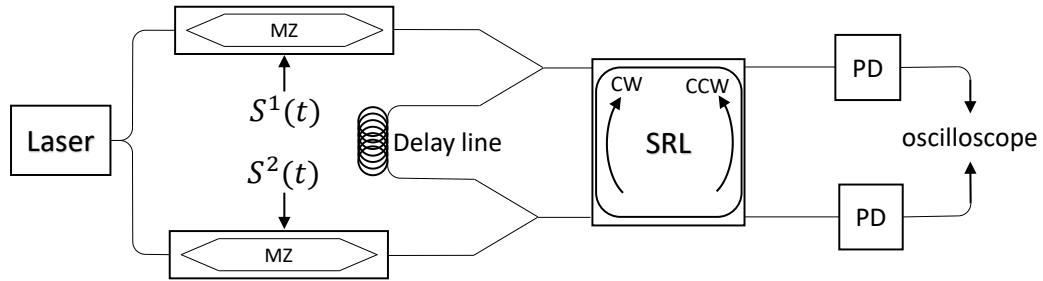 MZ
S¹(t)
Laser
Delay line
S²(t)
MZ
CW
CCW
SRL
PD
oscilloscope
PD